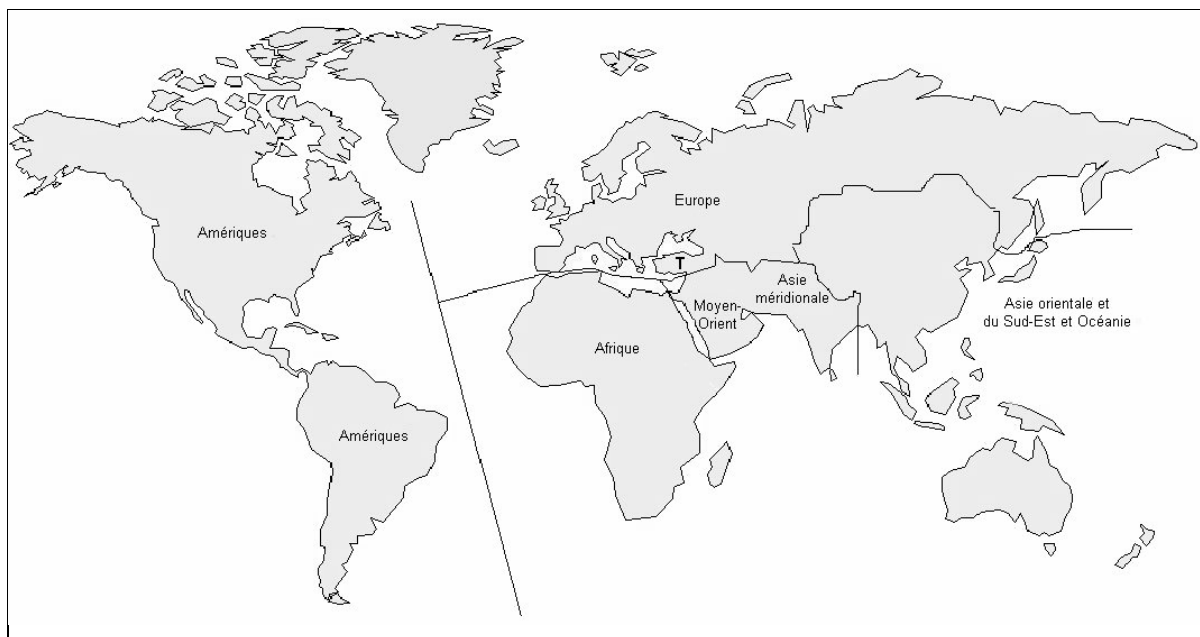 Europe
Amériques
T
Asie
méridionale
Moyen-
Orient
Asie orientale et
du Sud-Est et Océanie
Afrique
Amériques